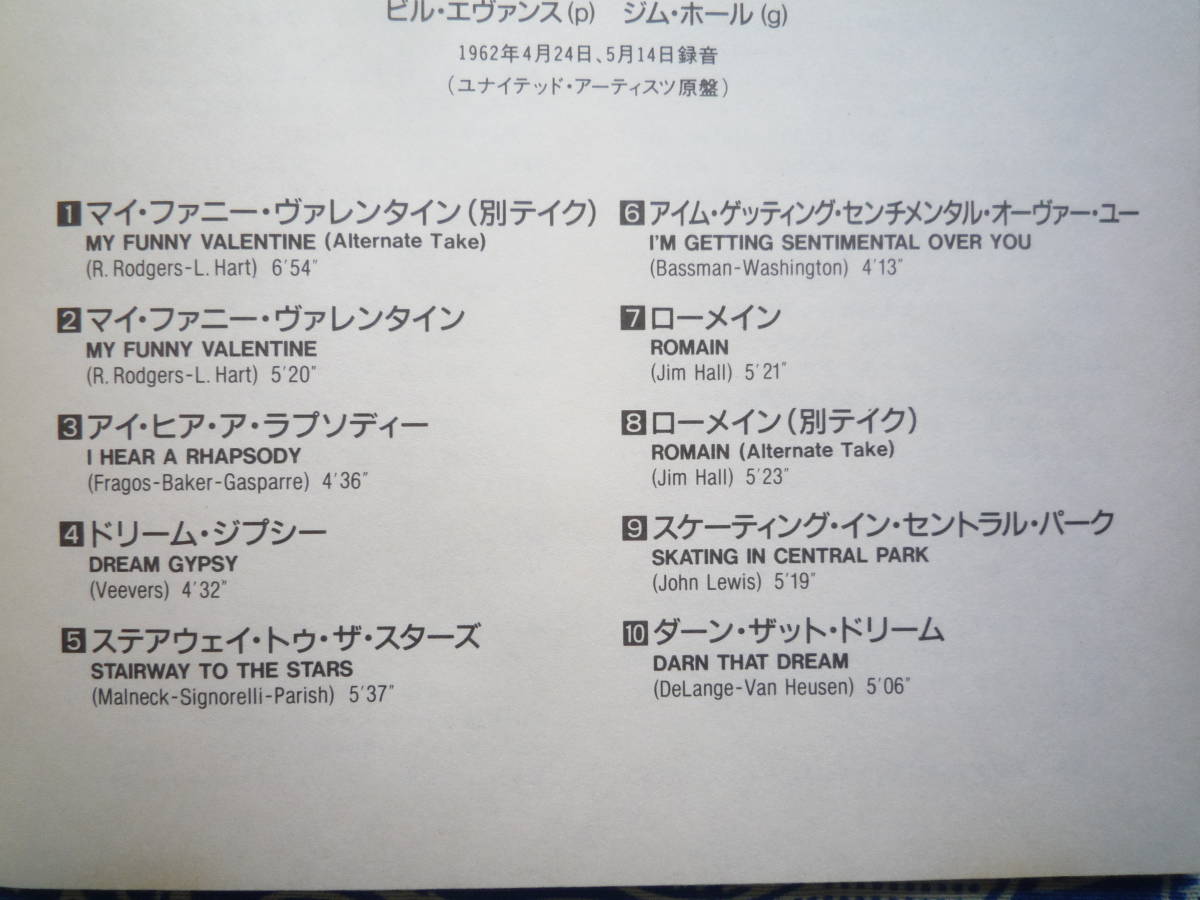 ビル・エヴァンス(p) ジム・ホール(g)
1962年4月24日、5月14日録音
(ユナイテッド・アーティスツ原盤)
1 マイ・ファニー・ヴァレンタイン(別テイク)
MY FUNNY VALENTINE (Alternate Take)
(R. Rodgers-L. Hart) 6'54"
2 マイ・ファニー・ヴァレンタイン
MY FUNNY VALENTINE
(R. Rodgers-L. Hart) 5'20"
3 アイ・ヒア・ア・ラプソディー
I HEAR A RHAPSODY
(Fragos-Baker-Gasparre) 4'36"
4 ドリーム・ジプシー
DREAM GYPSY
(Veevers) 4'32"
5 ステアウェイ・トゥ・ザ・スターズ
STAIRWAY TO THE STARS
(Malneck-Signorelli-Parish) 5'37"
6 アイム・ゲッティング・センチメンタル・オーヴァー・ユー
I'M GETTING SENTIMENTAL OVER YOU
(Bassman-Washington) 4'13"
7 ローメイン
ROMAIN
(Jim Hall) 5'21"
8 ローメイン(別テイク)
ROMAIN (Alternate Take)
(Jim Hall) 5'23"
9 スケーティング・イン・セントラル・パーク
SKATING IN CENTRAL PARK
(John Lewis) 5'19"
10 ダーン・ザット・ドリーム
DARN THAT DREAM
(DeLange-Van Heusen) 5'06"